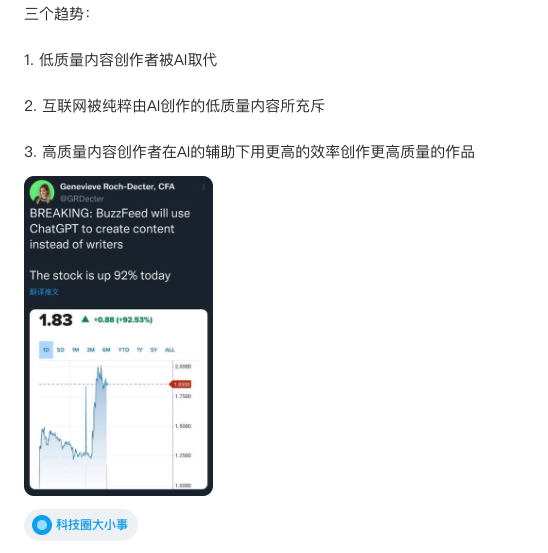 三个趋势：
1. 低质量内容创作者被AI取代
2. 互联网被纯粹由AI创作的低质量内容所充斥
3. 高质量内容创作者在AI的辅助下用更高的效率创作更高质量的作品
Genevieve Roch-Decter, CFA
@GRDecter
BREAKING: BuzzFeed will use
ChatGPT to create content
instead of writers
The stock is up 92% today
翻译推文
1.83 ▲ +0.88 (+92.53%)
1D 5D 1M 3M 6M YTD 1Y 5Y ALL
2.0000
1.7500
1.5000
1.2500
1.0000
科技圈大小事